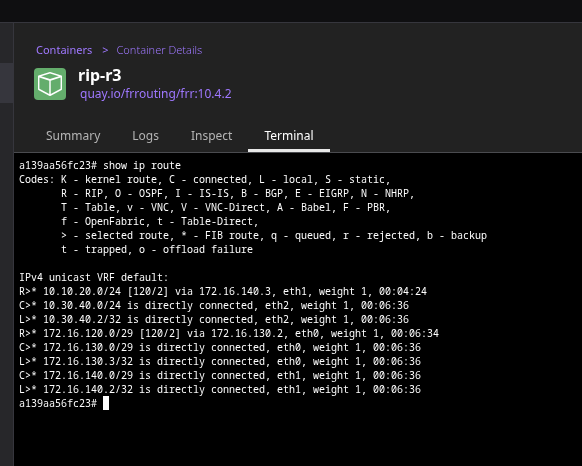 Containers > Container Details
rip-r3
quay.io/frrouting/frr:10.4.2
Summary Logs Inspect Terminal
a139aa56fc23# show ip route
Codes: K - kernel route, C - connected, L - local, S - static,
       R - RIP, O - OSPF, I - IS-IS, B - BGP, E - EIGRP, N - NHRP,
       T - Table, v - VNC, V - VNC-Direct, A - Babel, F - PBR,
       f - OpenFabric, t - Table-Direct,
       > - selected route, * - FIB route, q - queued, r - rejected, b - backup
       t - trapped, o - offload failure

IPv4 unicast VRF default:
R>* 10.10.20.0/24 [120/2] via 172.16.140.3, eth1, weight 1, 00:04:24
C>* 10.30.40.0/24 is directly connected, eth2, weight 1, 00:06:36
L>* 10.30.40.2/32 is directly connected, eth2, weight 1, 00:06:36
R>* 172.16.120.0/29 [120/2] via 172.16.130.2, eth0, weight 1, 00:06:34
C>* 172.16.130.0/29 is directly connected, eth0, weight 1, 00:06:36
L>* 172.16.130.3/32 is directly connected, eth0, weight 1, 00:06:36
C>* 172.16.140.0/29 is directly connected, eth1, weight 1, 00:06:36
L>* 172.16.140.2/32 is directly connected, eth1, weight 1, 00:06:36
a139aa56fc23#